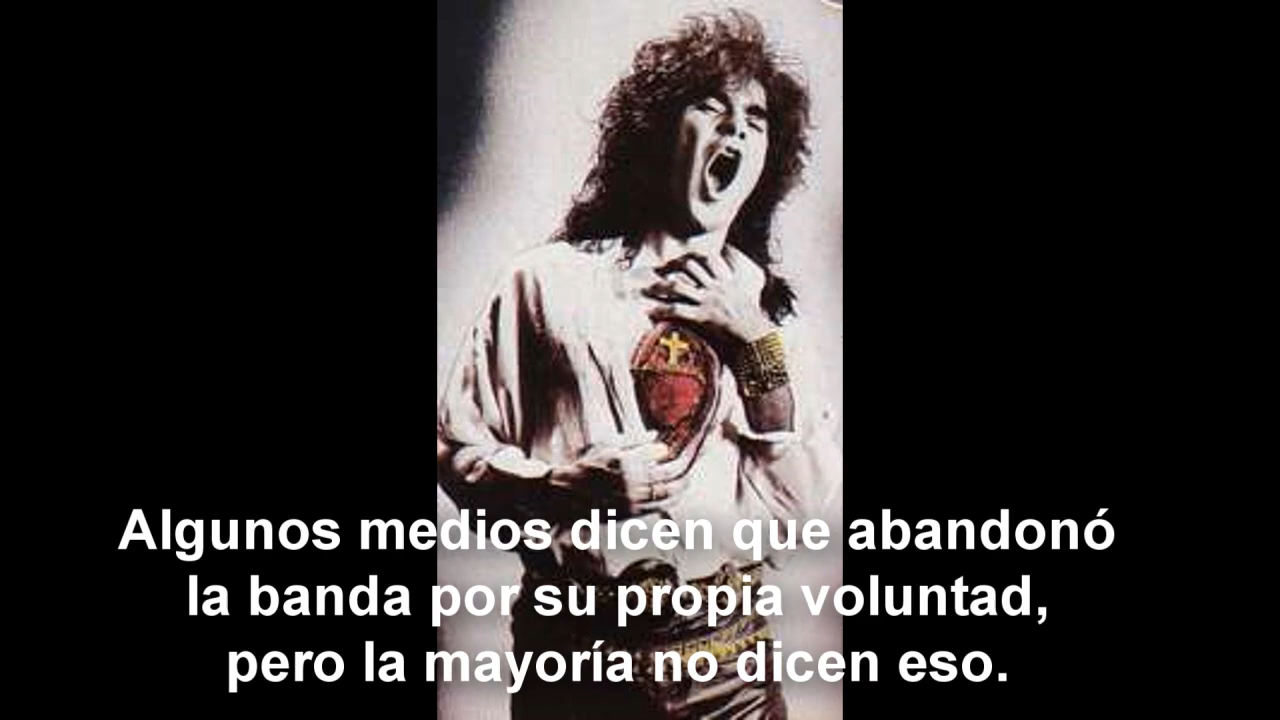 Algunos medios dicen que abandonó
la banda por su propia voluntad,
pero la mayoría no dicen eso.